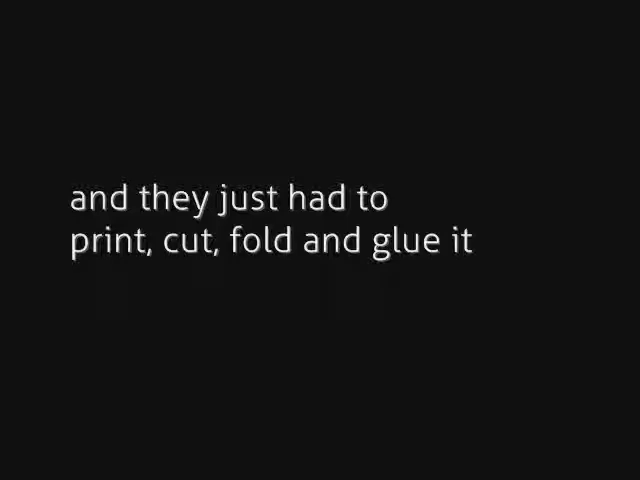 and they just had to
print, cut, fold and glue it